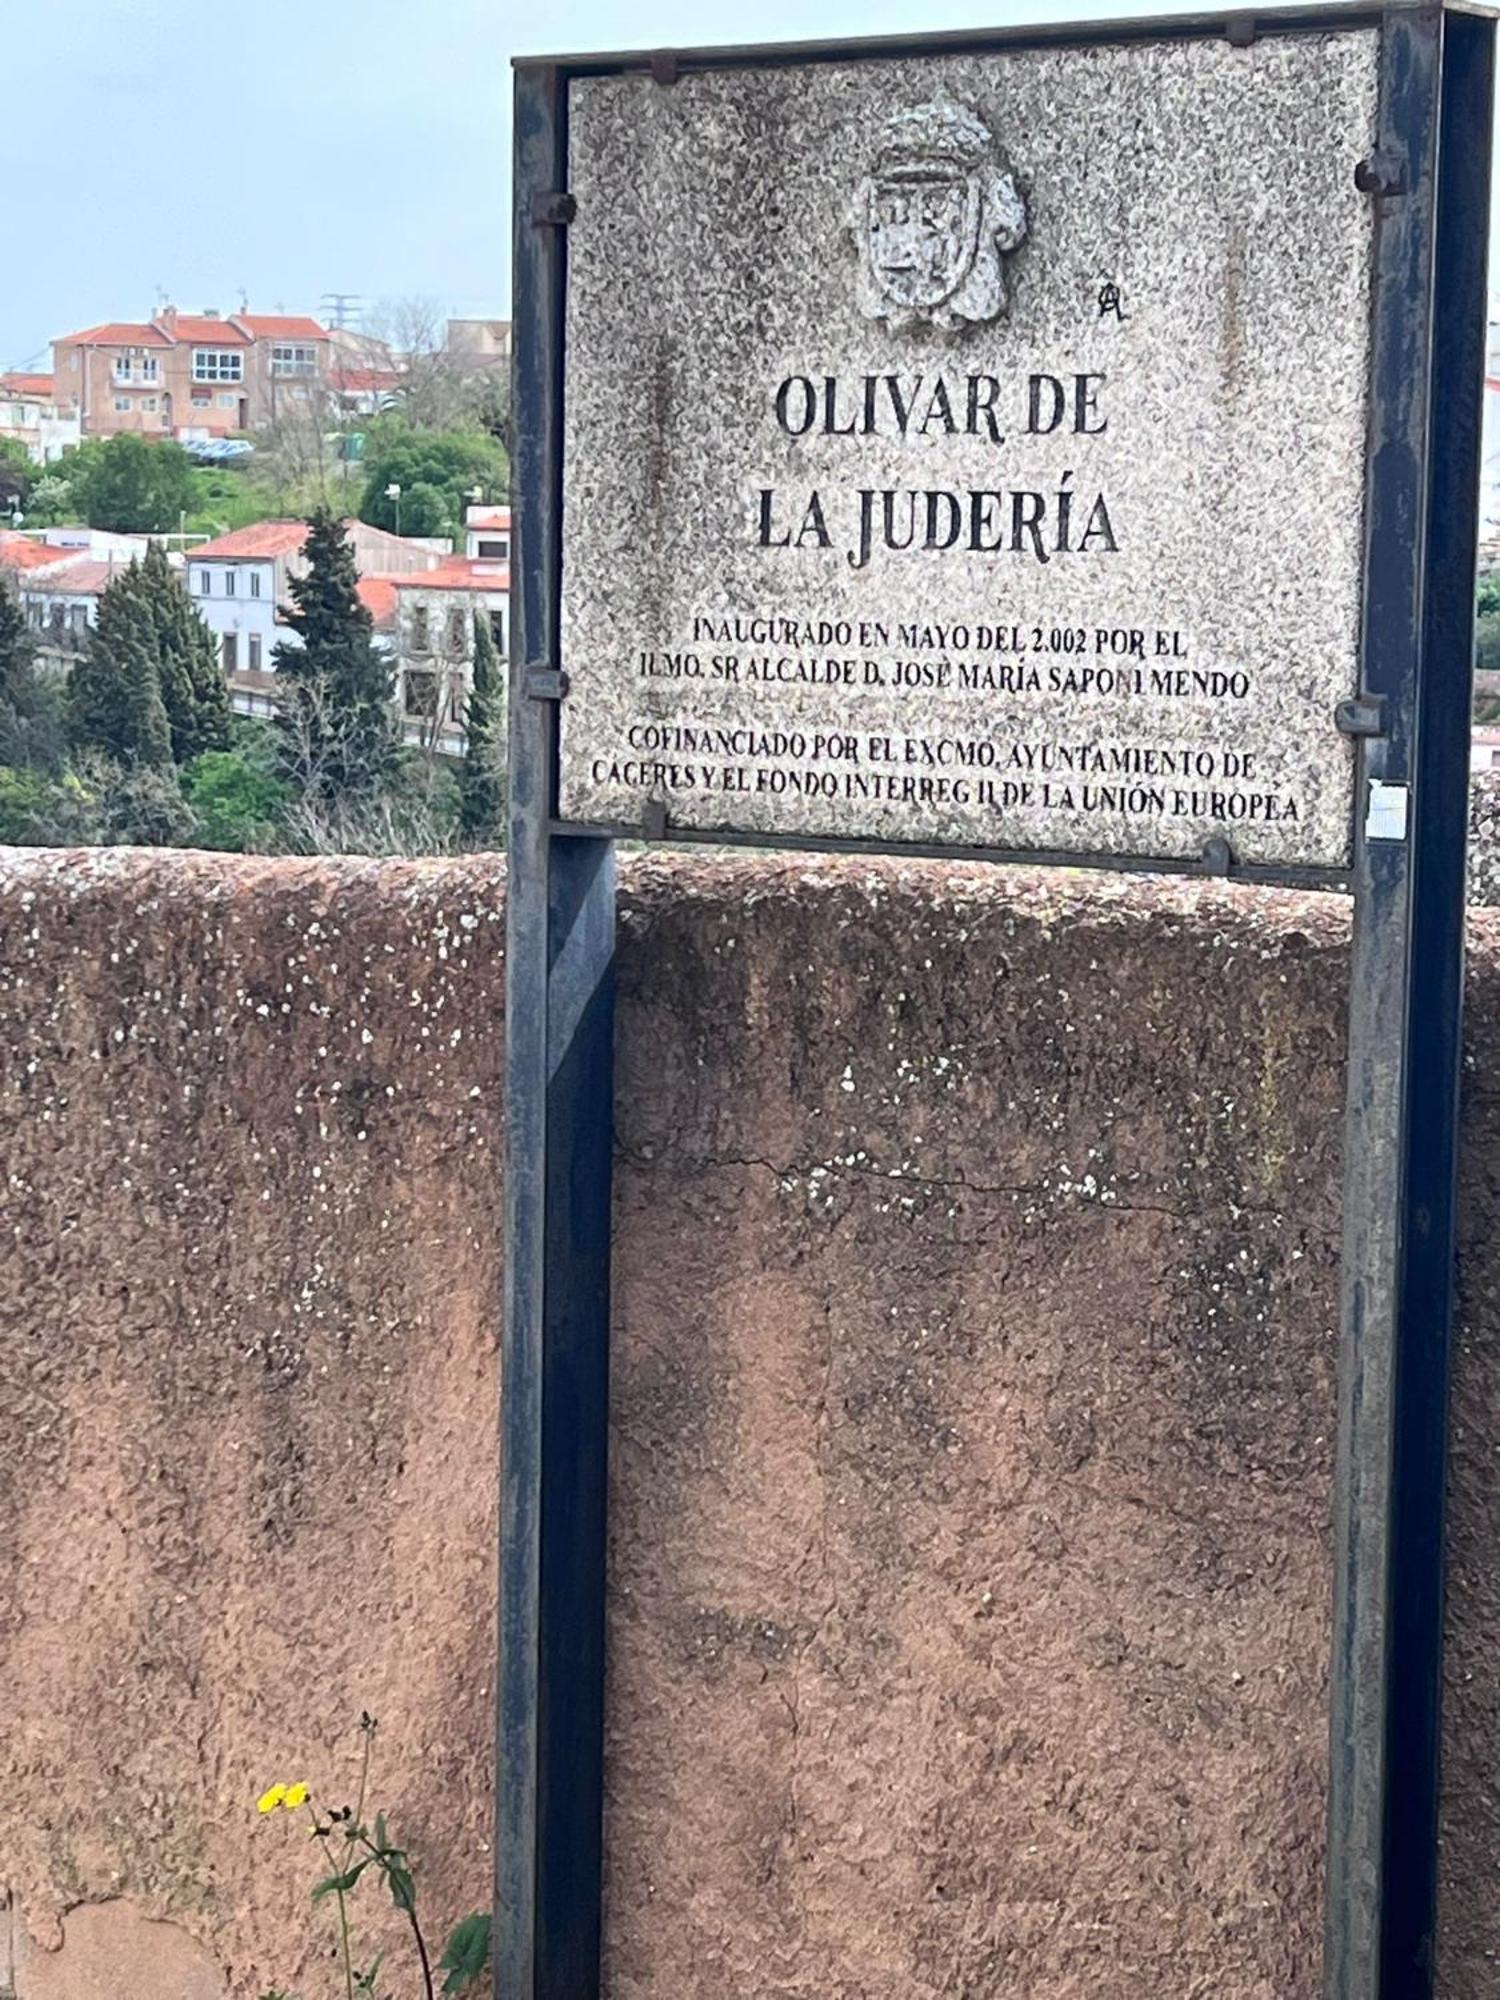 OLIVAR DE
LA JUDERÍA
INAUGURADO EN MAYO DEL 2.002 POR EL
ILMO. SR ALCALDE D. JOSÉ MARÍA SAPONI MENDO
COFINANCIADO POR EL EXCMO. AYUNTAMIENTO DE
CACERES Y EL FONDO INTERREG II DE LA UNIÓN EUROPEA